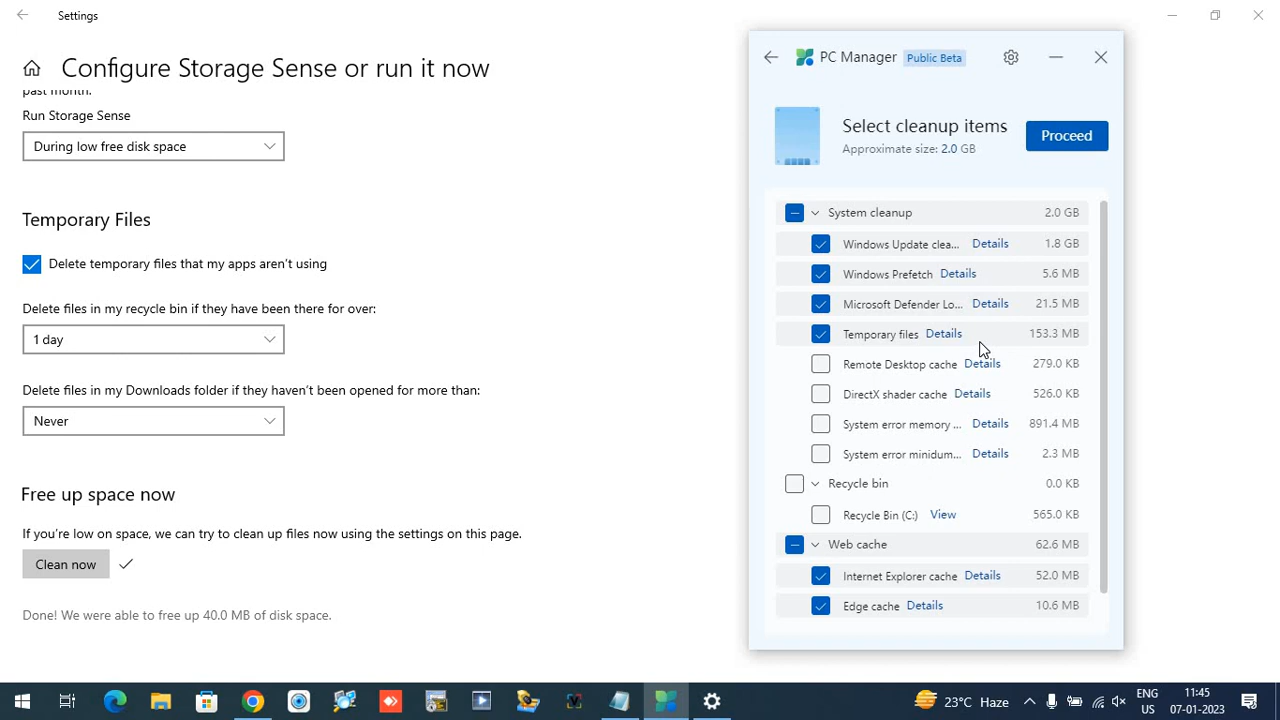 Settings
Configure Storage Sense or run it now
past month.
Run Storage Sense
During low free disk space
Temporary Files
Delete temporary files that my apps aren't using
Delete files in my recycle bin if they have been there for over:
1 day
Delete files in my Downloads folder if they haven't been opened for more than:
Never
Free up space now
If you're low on space, we can try to clean up files now using the settings on this page.
Clean now
Done! We were able to free up 40.0 MB of disk space.
PC Manager Public Beta
Select cleanup items
Approximate size: 2.0 GB
Proceed
System cleanup 2.0 GB
Windows Update clea... Details 1.8 GB
Windows Prefetch Details 5.6 MB
Microsoft Defender Lo... Details 21.5 MB
Temporary files Details 153.3 MB
Remote Desktop cache Details 279.0 KB
DirectX shader cache Details 526.0 KB
System error memory ... Details 891.4 MB
System error minidum... Details 2.3 MB
Recycle bin 0.0 KB
Recycle Bin (C:) View 565.0 KB
Web cache 62.6 MB
Internet Explorer cache Details 52.0 MB
Edge cache Details 10.6 MB
23°C Haze
ENG
US
11:45
07-01-2023